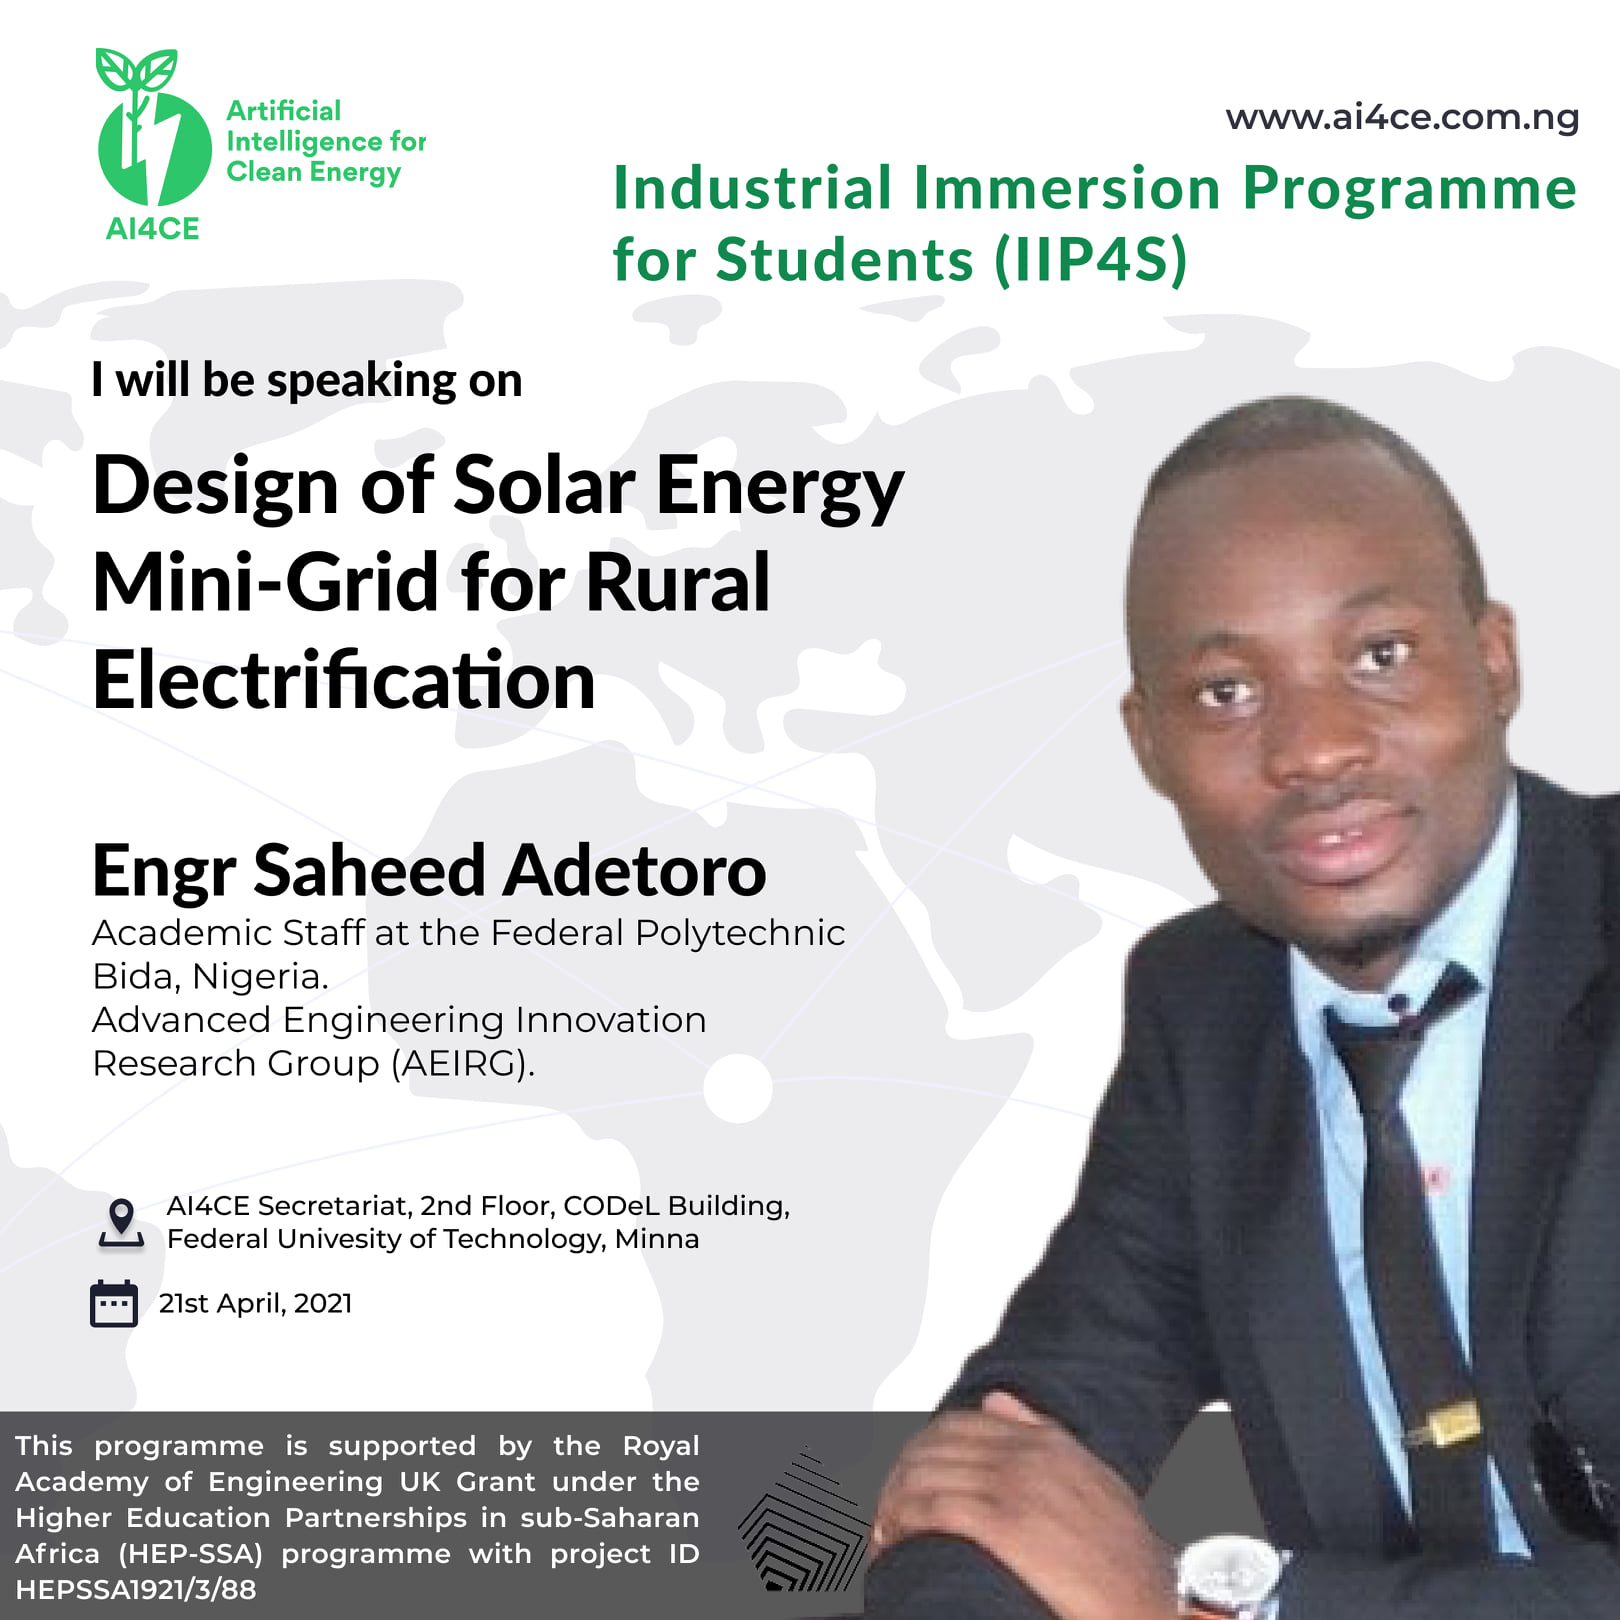 Artificial
Intelligence for
Clean Energy
AI4CE
www.ai4ce.com.ng
Industrial Immersion Programme
for Students (IIP4S)
I will be speaking on
Design of Solar Energy
Mini-Grid for Rural
Electrification
Engr Saheed Adetoro
Academic Staff at the Federal Polytechnic
Bida, Nigeria.
Advanced Engineering Innovation
Research Group (AEIRG).
AI4CE Secretariat, 2nd Floor, CODeL Building,
Federal Univesity of Technology, Minna
21st April, 2021
This programme is supported by the Royal
Academy of Engineering UK Grant under the
Higher Education Partnerships in sub-Saharan
Africa (HEP-SSA) programme with project ID
HEPSSA1921/3/88